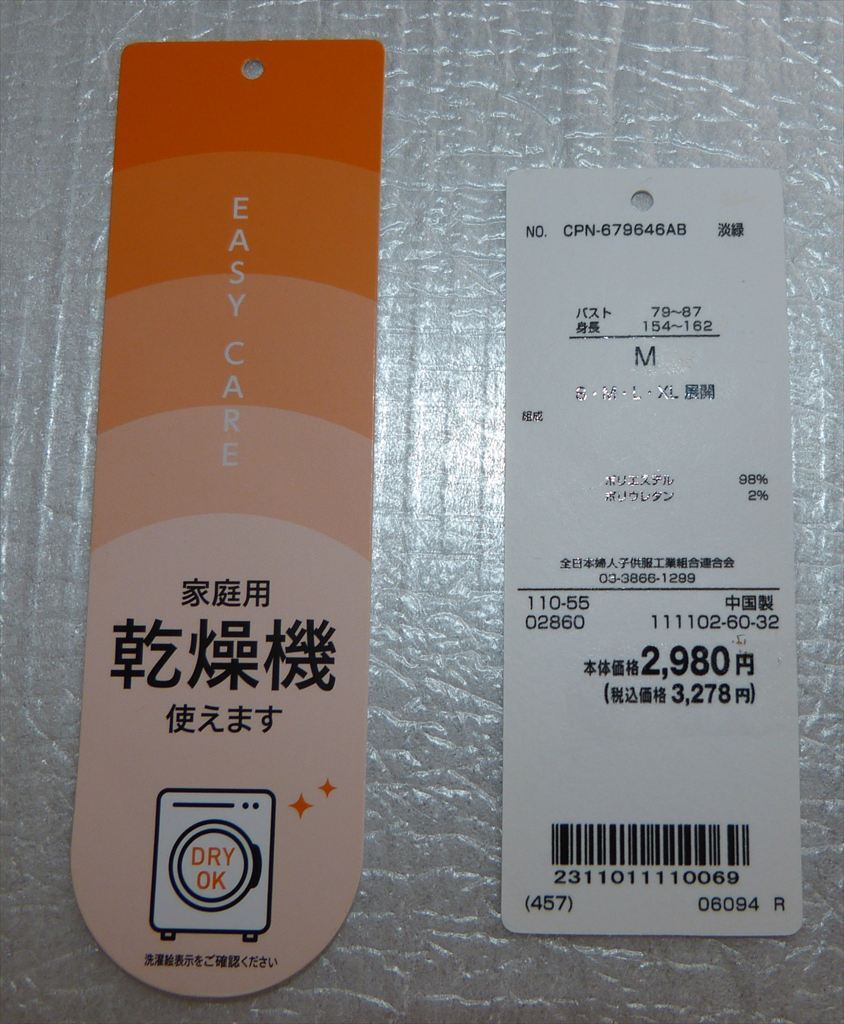 EASY CARE
家庭用
乾燥機
使えます
DRY
OK
洗濯絵表示をご確認ください
NO. CPN-679646AB 淡緑
バスト 79~87
身長 154~162
M
S・M・L・XL 展開
組成
ポリエステル 98%
ポリウレタン 2%
全日本婦人子供服工業組合連合会
03-3866-1299
110-55 中国製
02860 111102-60-32
本体価格2,980円
(税込価格 3,278円)
2311011110069
(457) 06094 R